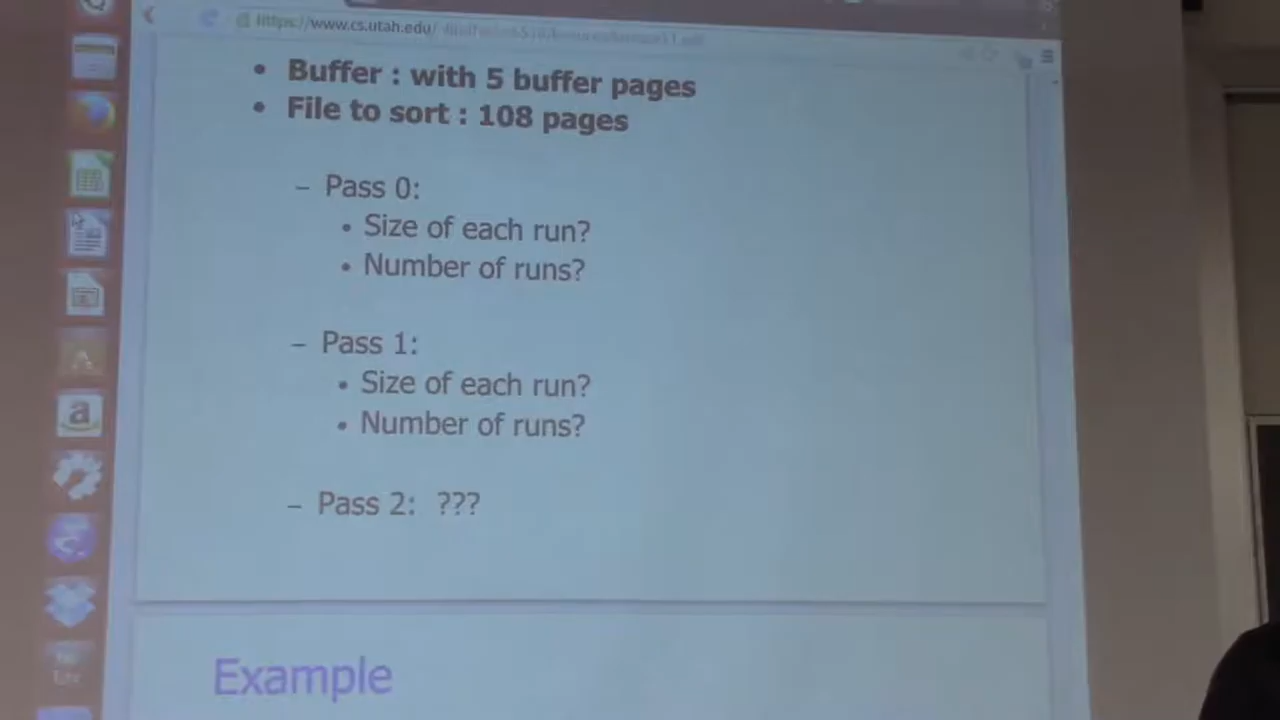 https://www.cs.utah.edu/
• Buffer : with 5 buffer pages
• File to sort : 108 pages
– Pass 0:
• Size of each run?
• Number of runs?
– Pass 1:
• Size of each run?
• Number of runs?
– Pass 2: ???
Example